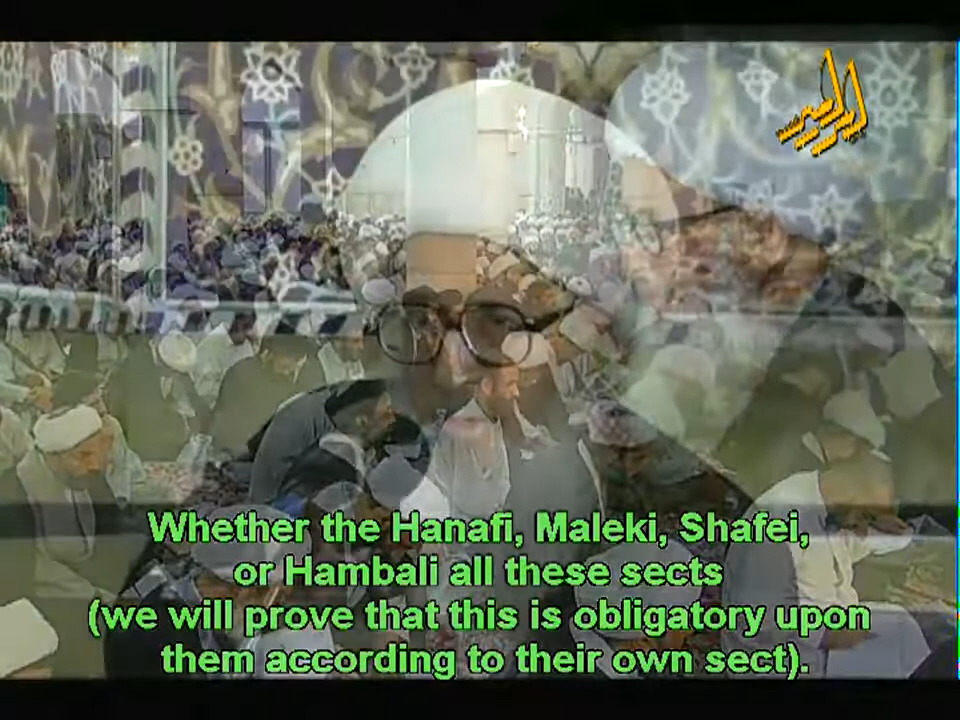 Whether the Hanafi, Maleki, Shafei,
or Hambali all these sects
(we will prove that this is obligatory upon
them according to their own sect).